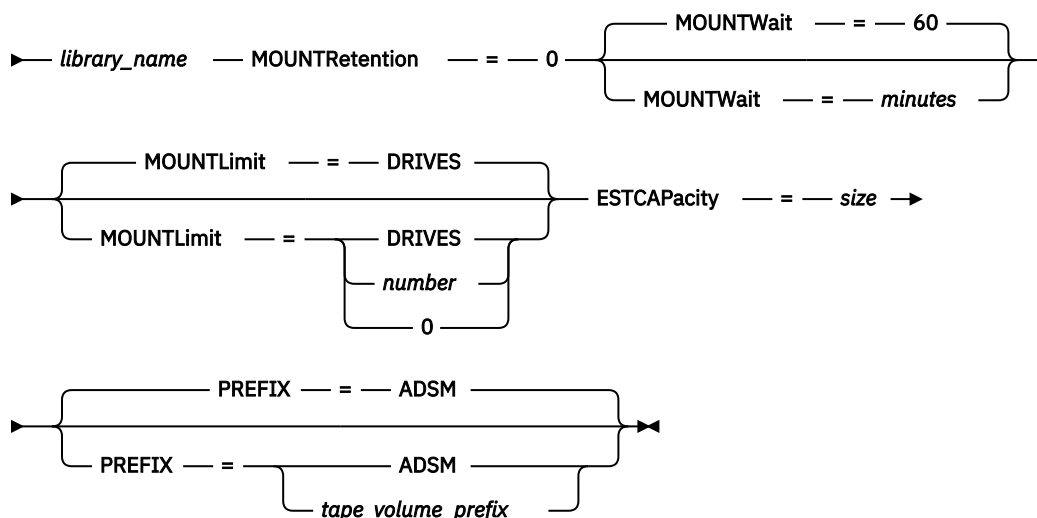 MOUNTWait = 60
library_name MOUNTRetention = 0
MOUNTWait = minutes
MOUNTLimit = DRIVES
ESTCAPacity = size
MOUNTLimit = DRIVES
number
0
PREFIX = ADSM
PREFIX = ADSM
tape_volume_prefix